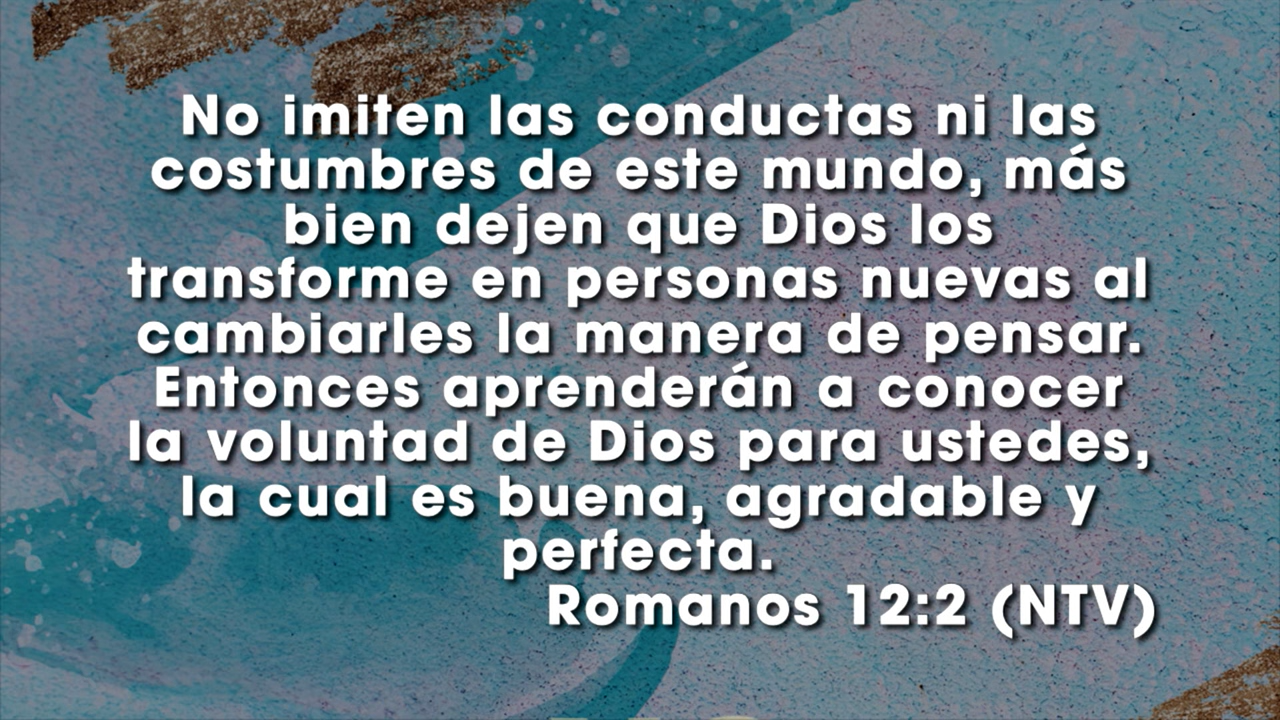 No imiten las conductas ni las
costumbres de este mundo, más
bien dejen que Dios los
transforme en personas nuevas al
cambiarles la manera de pensar.
Entonces aprenderán a conocer
la voluntad de Dios para ustedes,
la cual es buena, agradable y
perfecta.
Romanos 12:2 (NTV)